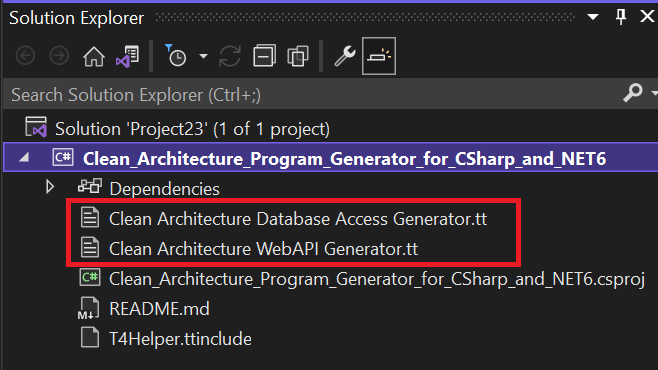 Solution Explorer
Search Solution Explorer (Ctrl+;)
Solution 'Project23' (1 of 1 project)
C# Clean_Architecture_Program_Generator_for_CSharp_and_NET6
Dependencies
Clean Architecture Database Access Generator.tt
Clean Architecture WebAPI Generator.tt
C# Clean_Architecture_Program_Generator_for_CSharp_and_NET6.csproj
M README.md
T4Helper.ttinclude